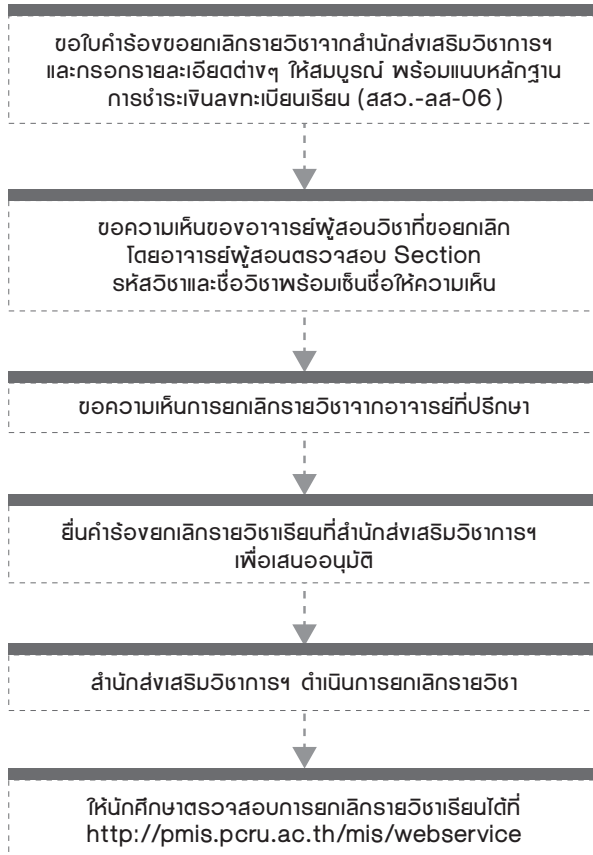 ขอใบคำร้องขอยกเลิกรายวิชาจากสำนักส่งเสริมวิชาการฯ
และกรอกรายละเอียดต่างๆ ให้สมบูรณ์ พร้อมแนบหลักฐาน
การชำระเงินลงทะเบียนเรียน (สสว.-ลส-06)
ขอความเห็นของอาจารย์ผู้สอนวิชาที่ขอยกเลิก
โดยอาจารย์ผู้สอนตรวจสอบ Section
รหัสวิชาและชื่อวิชาพร้อมเซ็นชื่อให้ความเห็น
ขอความเห็นการยกเลิกรายวิชาจากอาจารย์ที่ปรึกษา
ยื่นคำร้องยกเลิกรายวิชาเรียนที่สำนักส่งเสริมวิชาการฯ
เพื่อเสนออนุมัติ
สำนักส่งเสริมวิชาการฯ ดำเนินการยกเลิกรายวิชา
ให้นักศึกษาตรวจสอบการยกเลิกรายวิชาเรียนได้ที่
http://pmis.pcru.ac.th/mis/webservice